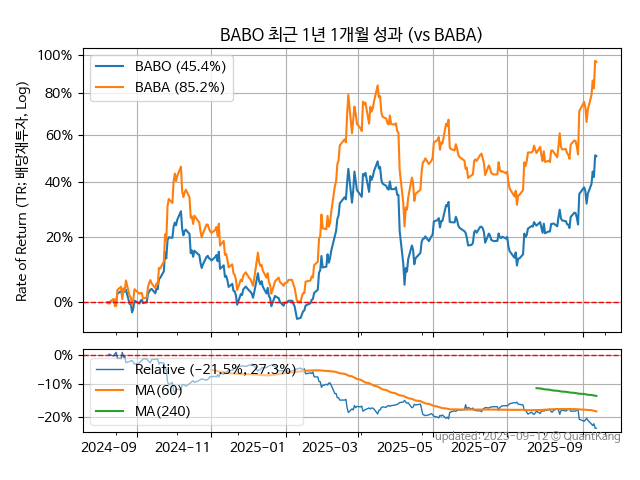 BABO 최근 1년 1개월 성과 (vs BABA)
Rate of Return (TR: 배당재투자, Log)
100%
80%
60%
40%
20%
0%
BABO (45.4%)
BABA (85.2%)
0%
−10%
−20%
Relative (−21.5%, 27.3%)
MA(60)
MA(240)
2024-09
2024-11
2025-01
2025-03
2025-05
2025-07
2025-09
updated: 2025-09-12 © QuantKang